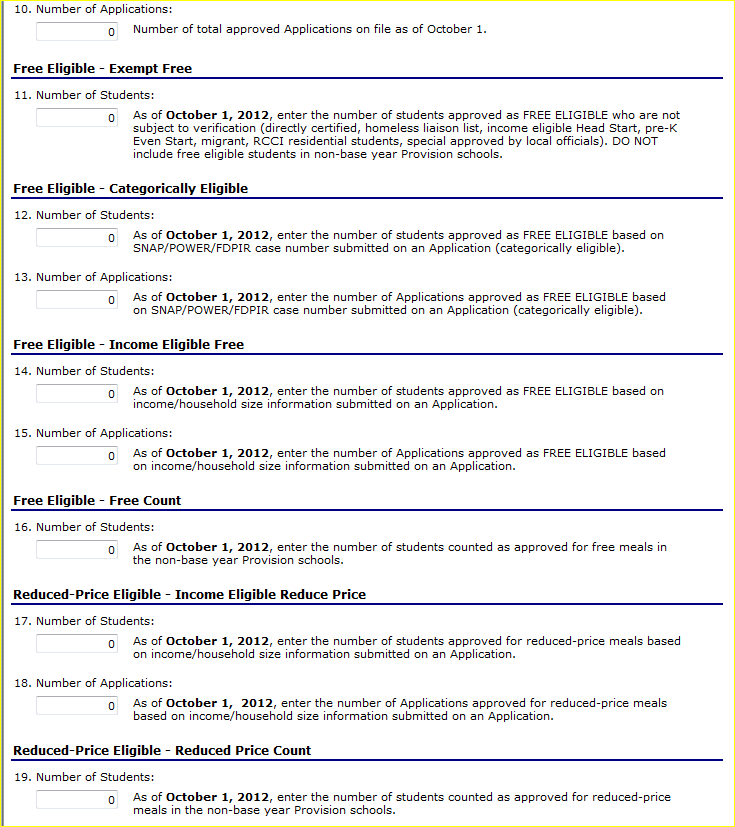 10. Number of Applications:
0 Number of total approved Applications on file as of October 1.
Free Eligible - Exempt Free
11. Number of Students:
0 As of October 1, 2012, enter the number of students approved as FREE ELIGIBLE who are not
subject to verification (directly certified, homeless liaison list, income eligible Head Start, pre-K
Even Start, migrant, RCCI residential students, special approved by local officials). DO NOT
include free eligible students in non-base year Provision schools.
Free Eligible - Categorically Eligible
12. Number of Students:
0 As of October 1, 2012, enter the number of students approved as FREE ELIGIBLE based on
SNAP/POWER/FDPIR case number submitted on an Application (categorically eligible).
13. Number of Applications:
0 As of October 1, 2012, enter the number of Applications approved as FREE ELIGIBLE based
on SNAP/POWER/FDPIR case number submitted on an Application (categorically eligible).
Free Eligible - Income Eligible Free
14. Number of Students:
0 As of October 1, 2012, enter the number of students approved as FREE ELIGIBLE based on
income/household size information submitted on an Application.
15. Number of Applications:
0 As of October 1, 2012, enter the number of Applications approved as FREE ELIGIBLE based
on income/household size information submitted on an Application.
Free Eligible - Free Count
16. Number of Students:
0 As of October 1, 2012, enter the number of students counted as approved for free meals in
the non-base year Provision schools.
Reduced-Price Eligible - Income Eligible Reduce Price
17. Number of Students:
0 As of October 1, 2012, enter the number of students approved for reduced-price meals based
on income/household size information submitted on an Application.
18. Number of Applications:
0 As of October 1, 2012, enter the number of Applications approved for reduced-price meals
based on income/household size information submitted on an Application.
Reduced-Price Eligible - Reduced Price Count
19. Number of Students:
0 As of October 1, 2012, enter the number of students counted as approved for reduced-price
meals in the non-base year Provision schools.